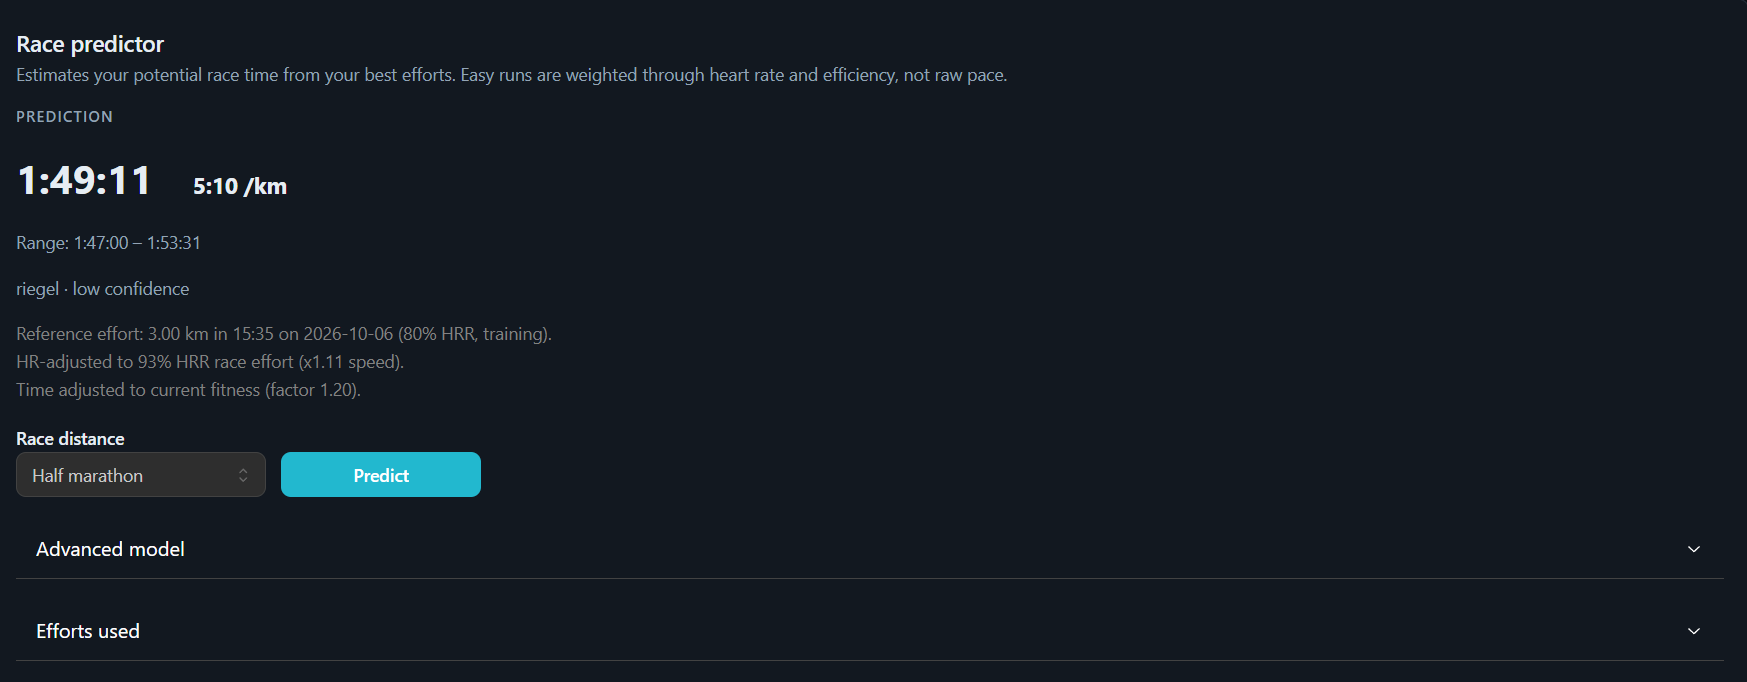 Race predictor
Estimates your potential race time from your best efforts. Easy runs are weighted through heart rate and efficiency, not raw pace.
PREDICTION
1:49:11 5:10 /km
Range: 1:47:00 – 1:53:31
riegel · low confidence
Reference effort: 3.00 km in 15:35 on 2026-10-06 (80% HRR, training).
HR-adjusted to 93% HRR race effort (x1.11 speed).
Time adjusted to current fitness (factor 1.20).
Race distance
Half marathon Predict
Advanced model
Efforts used